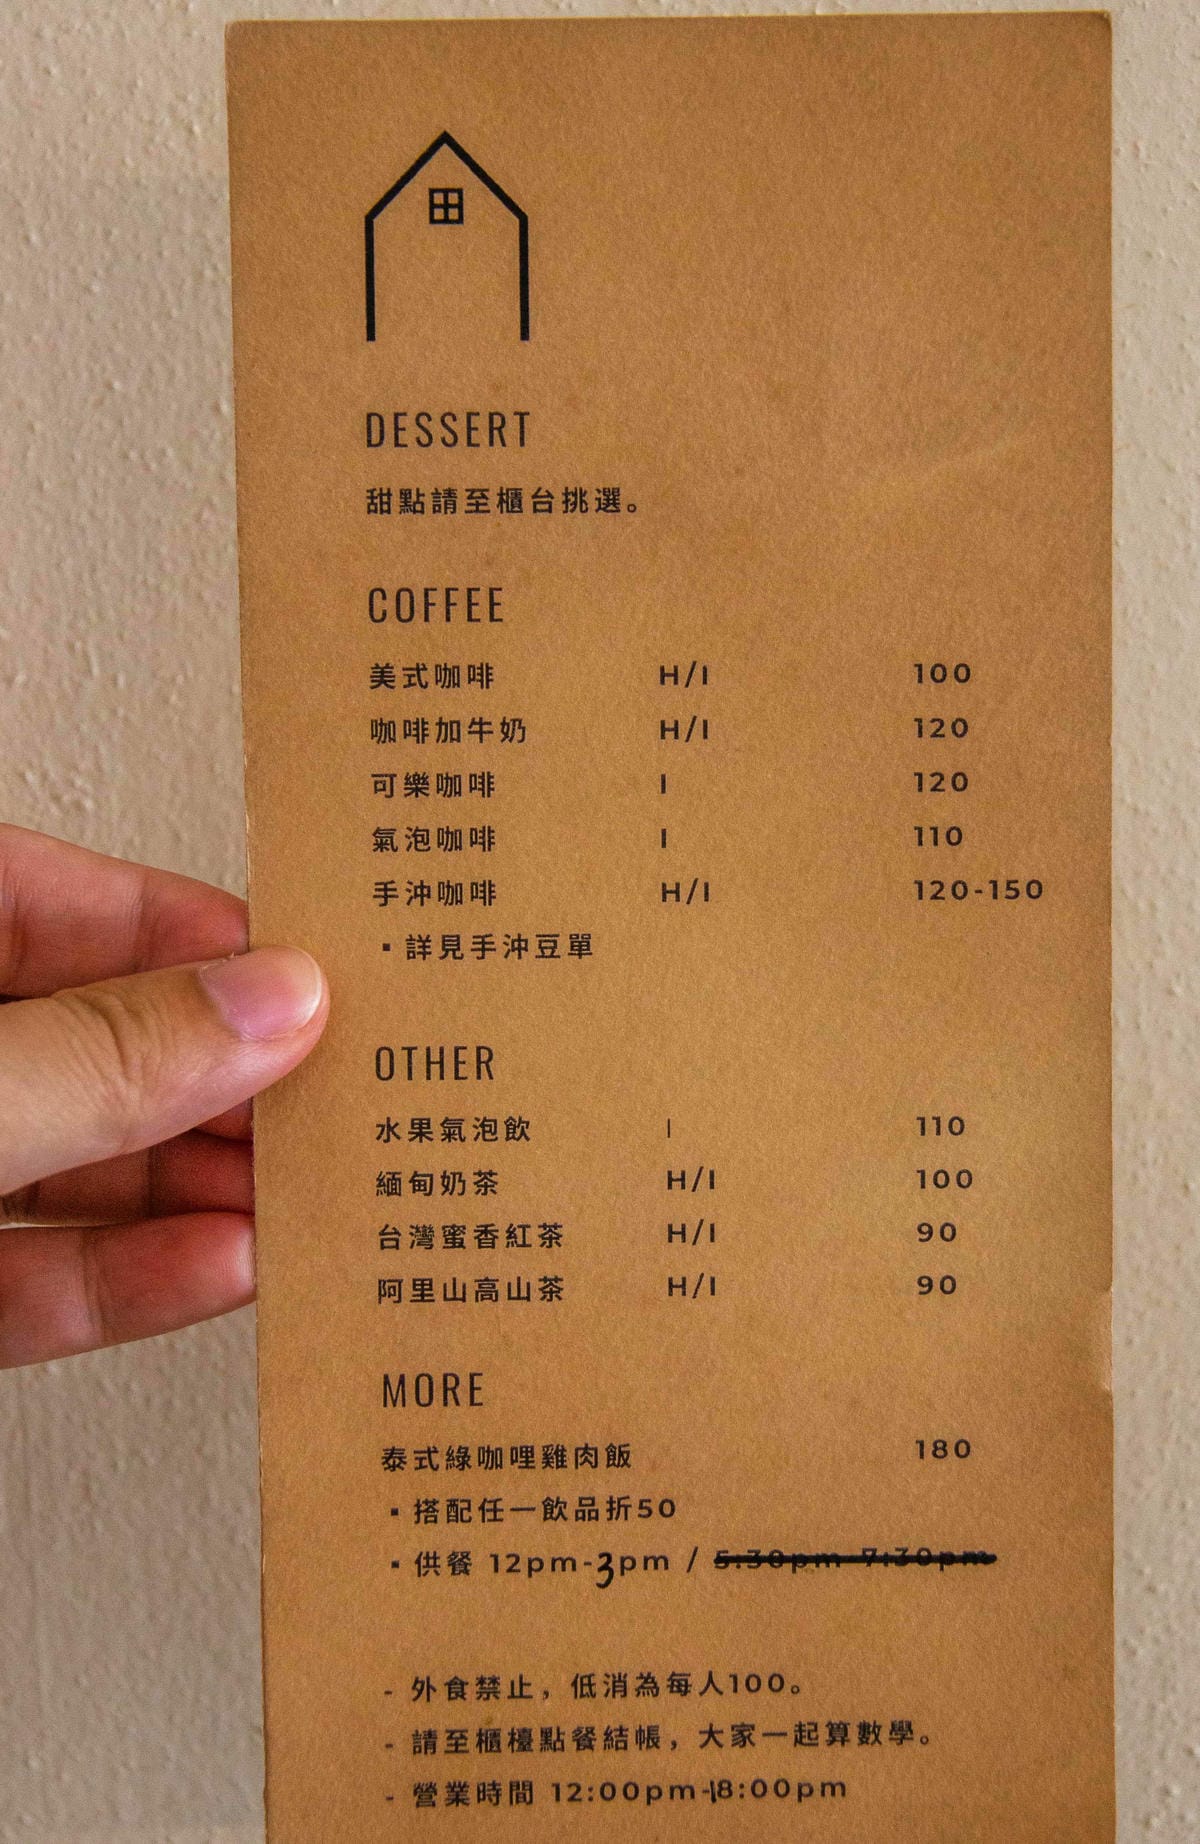 DESSERT
甜點請至櫃台挑選。
COFFEE
美式咖啡 H/I 100
咖啡加牛奶 H/I 120
可樂咖啡 I 120
氣泡咖啡 I 110
手沖咖啡 H/I 120-150
▪ 詳見手沖豆單
OTHER
水果氣泡飲 I 110
緬甸奶茶 H/I 100
台灣蜜香紅茶 H/I 90
阿里山高山茶 H/I 90
MORE
泰式綠咖哩雞肉飯 180
▪ 搭配任一飲品折50
▪ 供餐 12pm-3pm / 5:30pm-7:30pm
- 外食禁止，低消為每人100。
- 請至櫃檯點餐結帳，大家一起算數學。
- 營業時間 12:00pm-18:00pm